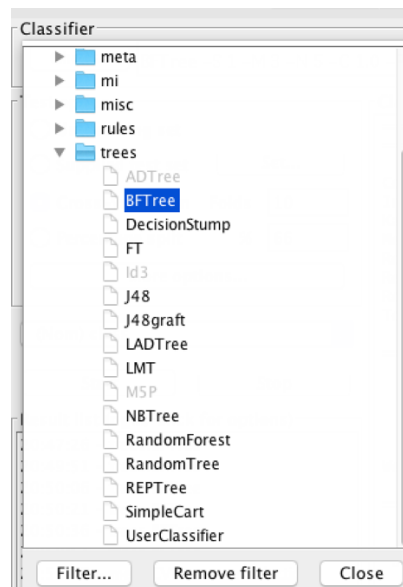 Classifier
meta
mi
misc
rules
trees
ADTree
BFTree
DecisionStump
FT
Id3
J48
J48graft
LADTree
LMT
M5P
NBTree
RandomForest
RandomTree
REPTree
SimpleCart
UserClassifier
Filter... Remove filter Close